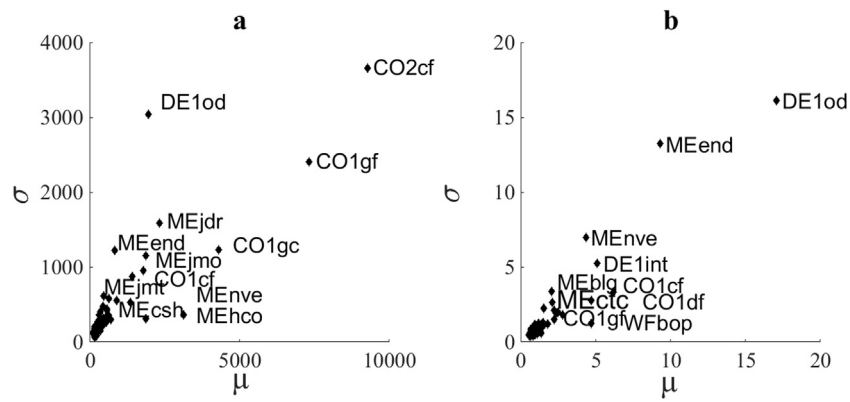 a
4000
3000
2000
1000
0
σ
CO2cf
DE1od
CO1gf
MEjdr
MEend
CO1gc
MEjmo
CO1cf
MEjmt
MEnve
MEcsh
MEhco
0
5000
10000
μ
b
20
15
10
5
0
σ
DE1od
MEend
MEnve
DE1int
MEblg
CO1cf
MEctc
CO1df
CO1gf
WFbop
0
5
10
15
20
μ